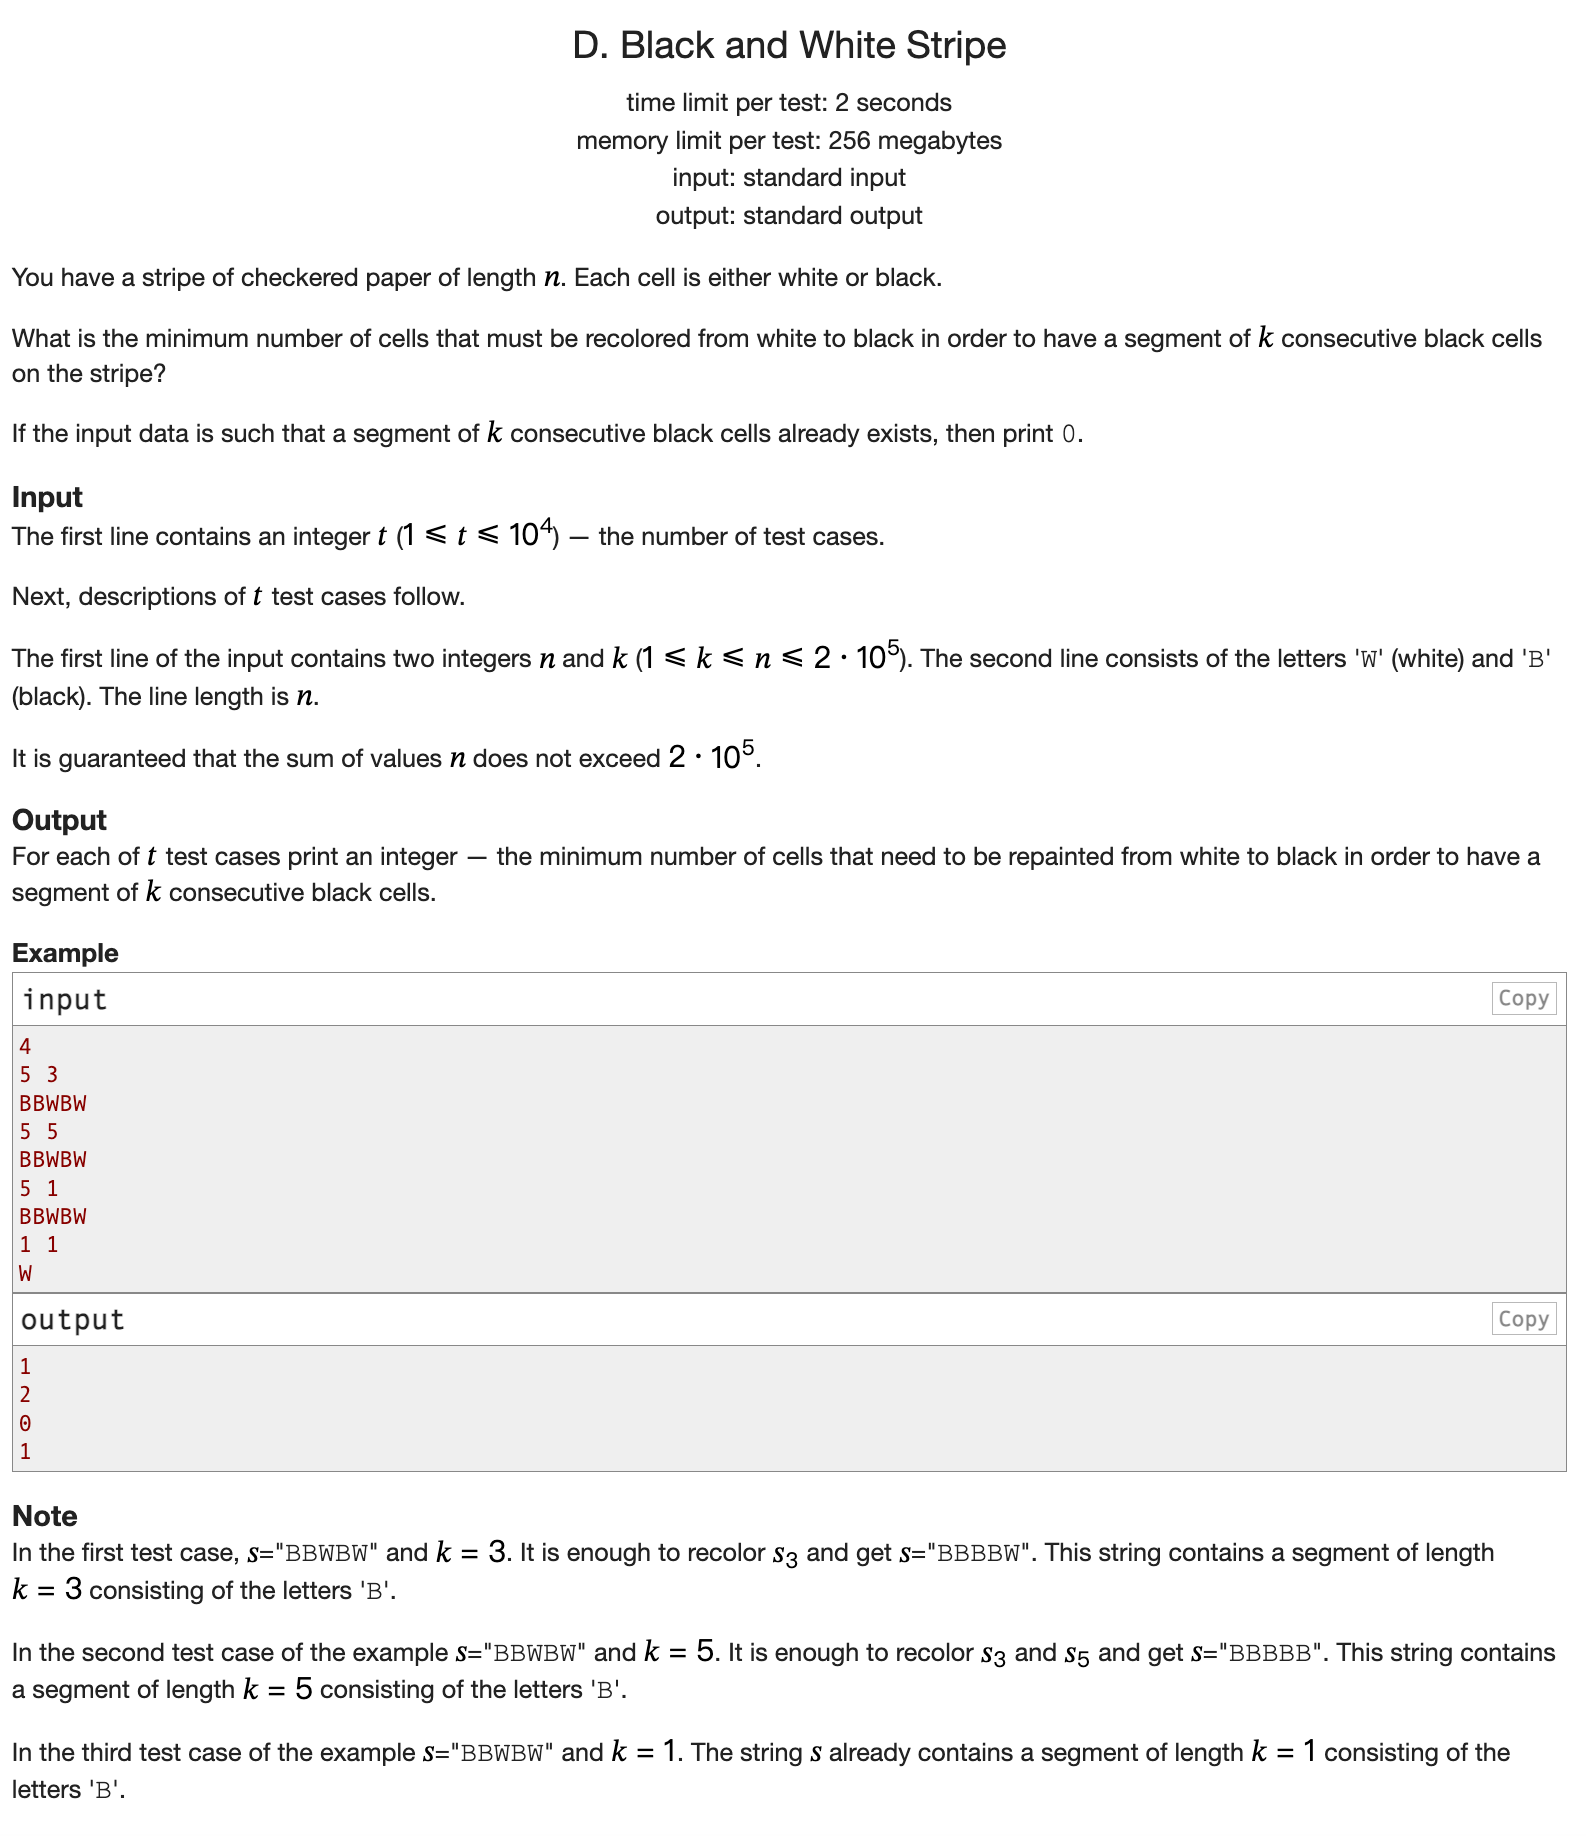 D. Black and White Stripe
time limit per test: 2 seconds
memory limit per test: 256 megabytes
input: standard input
output: standard output
You have a stripe of checkered paper of length n. Each cell is either white or black.
What is the minimum number of cells that must be recolored from white to black in order to have a segment of k consecutive black cells
on the stripe?
If the input data is such that a segment of k consecutive black cells already exists, then print 0.
Input
The first line contains an integer t (1 ⩽ t ⩽ 10^4) — the number of test cases.
Next, descriptions of t test cases follow.
The first line of the input contains two integers n and k (1 ⩽ k ⩽ n ⩽ 2 · 10^5). The second line consists of the letters 'W' (white) and 'B'
(black). The line length is n.
It is guaranteed that the sum of values n does not exceed 2 · 10^5.
Output
For each of t test cases print an integer — the minimum number of cells that need to be repainted from white to black in order to have a
segment of k consecutive black cells.
Example
input Copy
4
5 3
BBWBW
5 5
BBWBW
5 1
BBWBW
1 1
W
output Copy
1
2
0
1
Note
In the first test case, s="BBWBW" and k = 3. It is enough to recolor s_3 and get s="BBBBW". This string contains a segment of length
k = 3 consisting of the letters 'B'.
In the second test case of the example s="BBWBW" and k = 5. It is enough to recolor s_3 and s_5 and get s="BBBBB". This string contains
a segment of length k = 5 consisting of the letters 'B'.
In the third test case of the example s="BBWBW" and k = 1. The string s already contains a segment of length k = 1 consisting of the
letters 'B'.